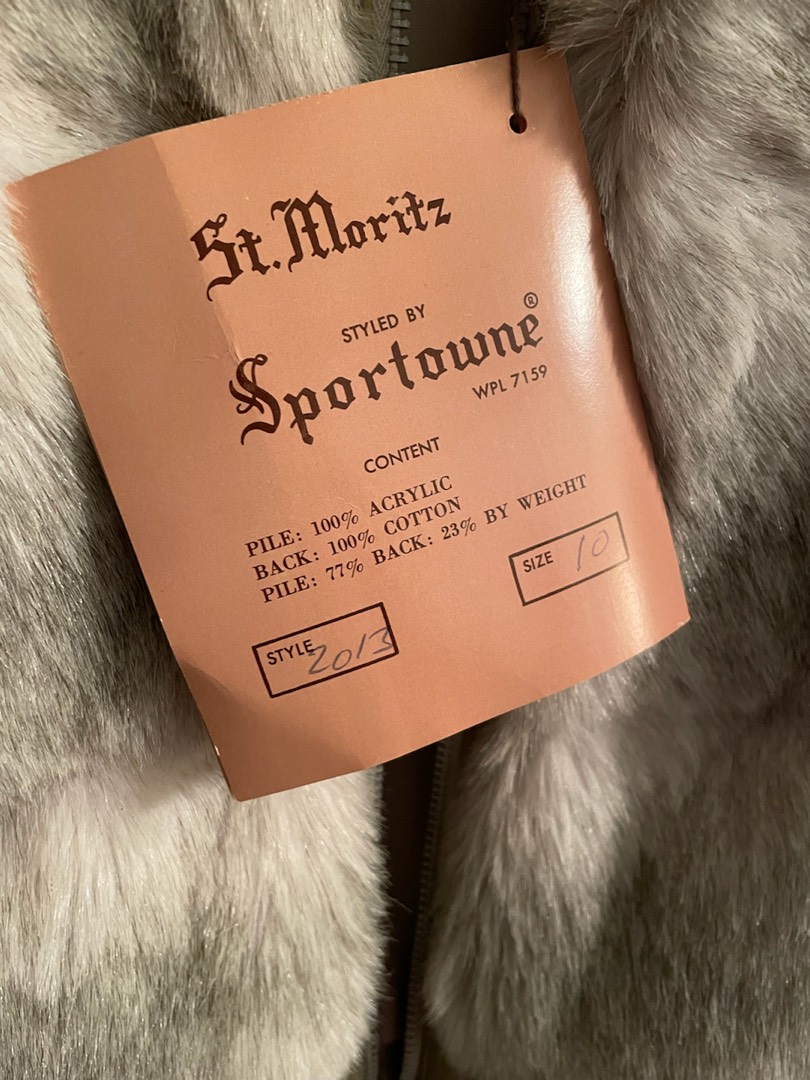 St. Moritz
STYLED BY
Sportowne®
WPL 7159
CONTENT
PILE: 100% ACRYLIC
BACK: 100% COTTON
PILE: 77% BACK: 23% BY WEIGHT
SIZE 10
STYLE 2013